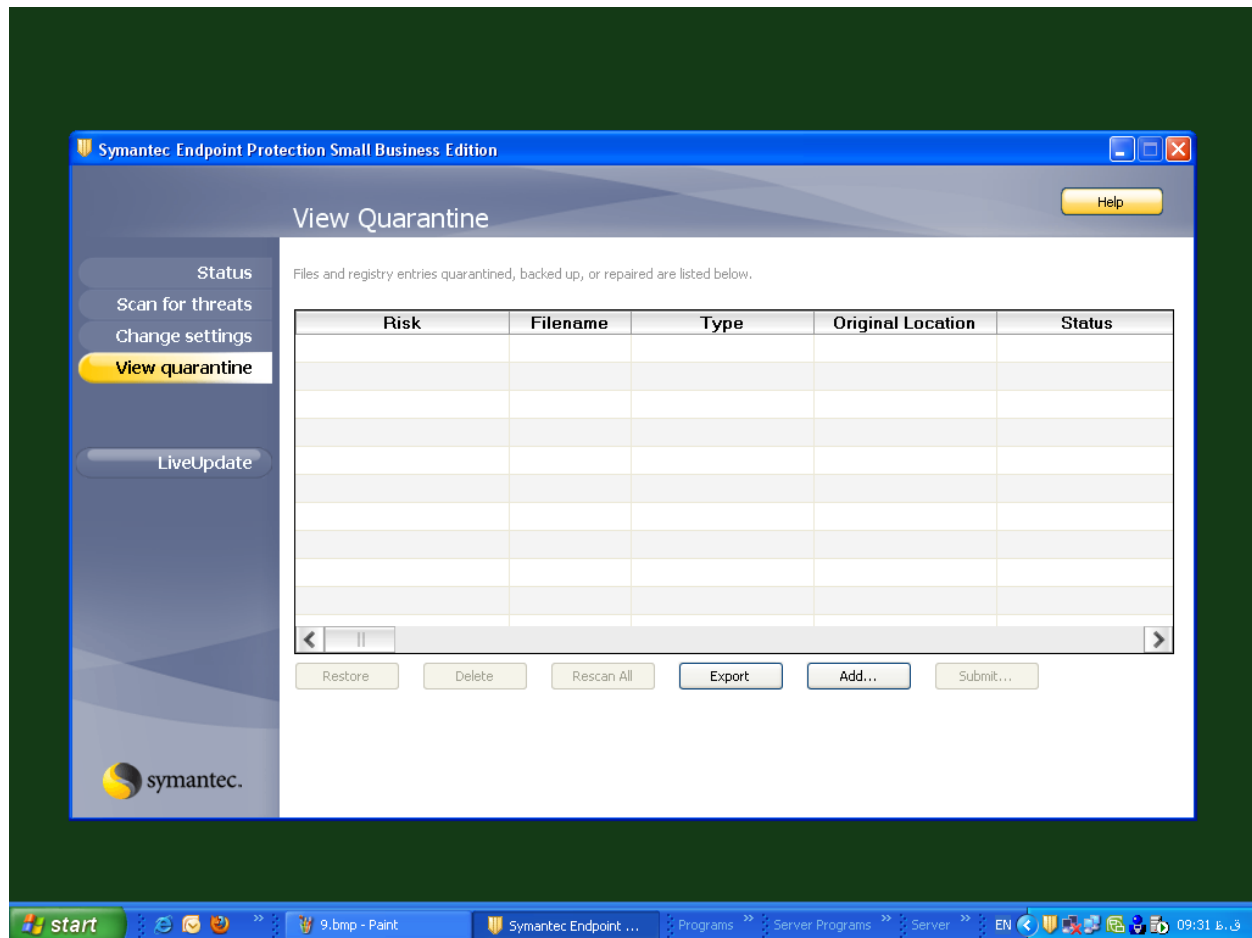 Symantec Endpoint Protection Small Business Edition
View Quarantine
Help
Status
Scan for threats
Change settings
View quarantine
LiveUpdate
Files and registry entries quarantined, backed up, or repaired are listed below.
Risk Filename Type Original Location Status
Restore Delete Rescan All Export Add... Submit...
symantec.
start 9.bmp - Paint Symantec Endpoint ... Programs » Server Programs » Server » EN 09:31 ق.ظ